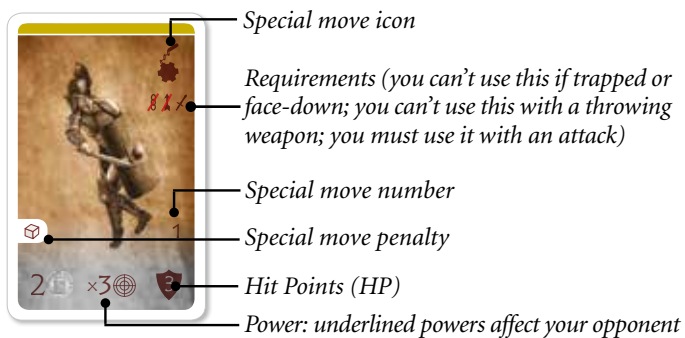 Special move icon
Requirements (you can't use this if trapped or
face-down; you can't use this with a throwing
weapon; you must use it with an attack)
Special move number
1
Special move penalty
2 ×3 3
Hit Points (HP)
Power: underlined powers affect your opponent